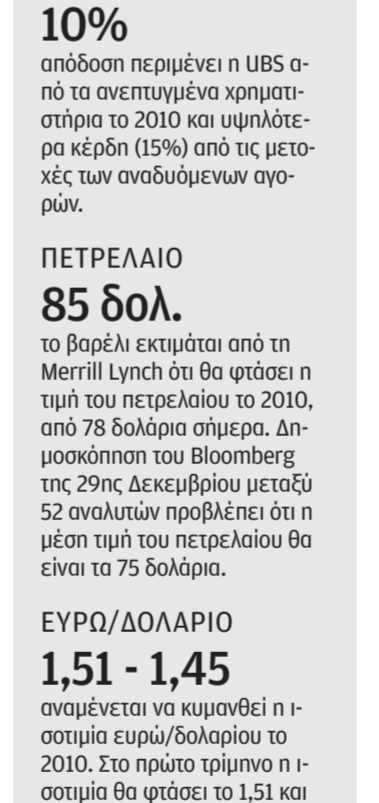 10%
απόδοση περιμένει η UBS α-
πό τα ανεπτυγμένα χρηματι-
στήρια το 2010 και υψηλότε-
ρα κέρδη (15%) από τις μετο-
χές των αναδυόμενων αγο-
ρών.
ΠΕΤΡΕΛΑΙΟ
85 δολ.
το βαρέλι εκτιμάται από τη
Merrill Lynch ότι θα φτάσει η
τιμή του πετρελαίου το 2010,
από 78 δολάρια σήμερα. Δη-
μοσκόπηση του Bloomberg
της 29ης Δεκεμβρίου μεταξύ
52 αναλυτών προβλέπει ότι η
μέση τιμή του πετρελαίου θα
είναι τα 75 δολάρια.
ΕΥΡΩ/ΔΟΛΑΡΙΟ
1,51 - 1,45
αναμένεται να κυμανθεί η ι-
σοτιμία ευρώ/δολαρίου το
2010. Στο πρώτο τρίμηνο η ι-
σοτιμία θα φτάσει το 1,51 και